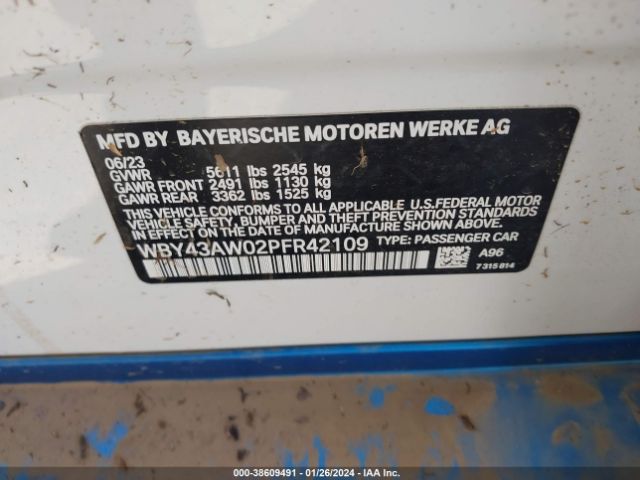 MFD BY BAYERISCHE MOTOREN WERKE AG
06/23
GVWR 5611 lbs 2545 kg
GAWR FRONT 2491 lbs 1130 kg
GAWR REAR 3362 lbs 1525 kg
THIS VEHICLE CONFORMS TO ALL APPLICABLE U.S.FEDERAL MOTOR
VEHICLE SAFETY, BUMPER AND THEFT PREVENTION STANDARDS
IN EFFECT ON THE DATE OF MANUFACTURE SHOWN ABOVE.
WBY43AW02PFR42109 TYPE: PASSENGER CAR
A96
7315814
000-38609491 - 01/26/2024 - IAA Inc.